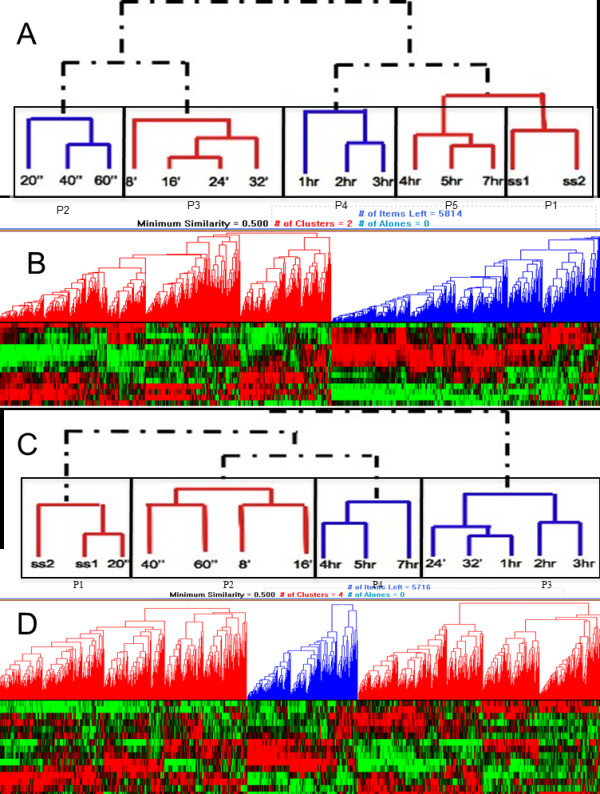 A
20" 40" 60" 8' 16' 24' 32' 1hr 2hr 3hr 4hr 5hr 7hr ss1 ss2
P2 P3 P4 P5 P1
# of Items Left = 5814
Minimum Similarity = 0.500 # of Clusters = 2 # of Alones = 0
B
C
ss2 ss1 20" 40" 60" 8' 16' 4hr 5hr 7hr 24' 32' 1hr 2hr 3hr
P1 P2 P4 P3
# of Items Left = 5716
Minimum Similarity = 0.500 # of Clusters = 4 # of Alones = 0
D